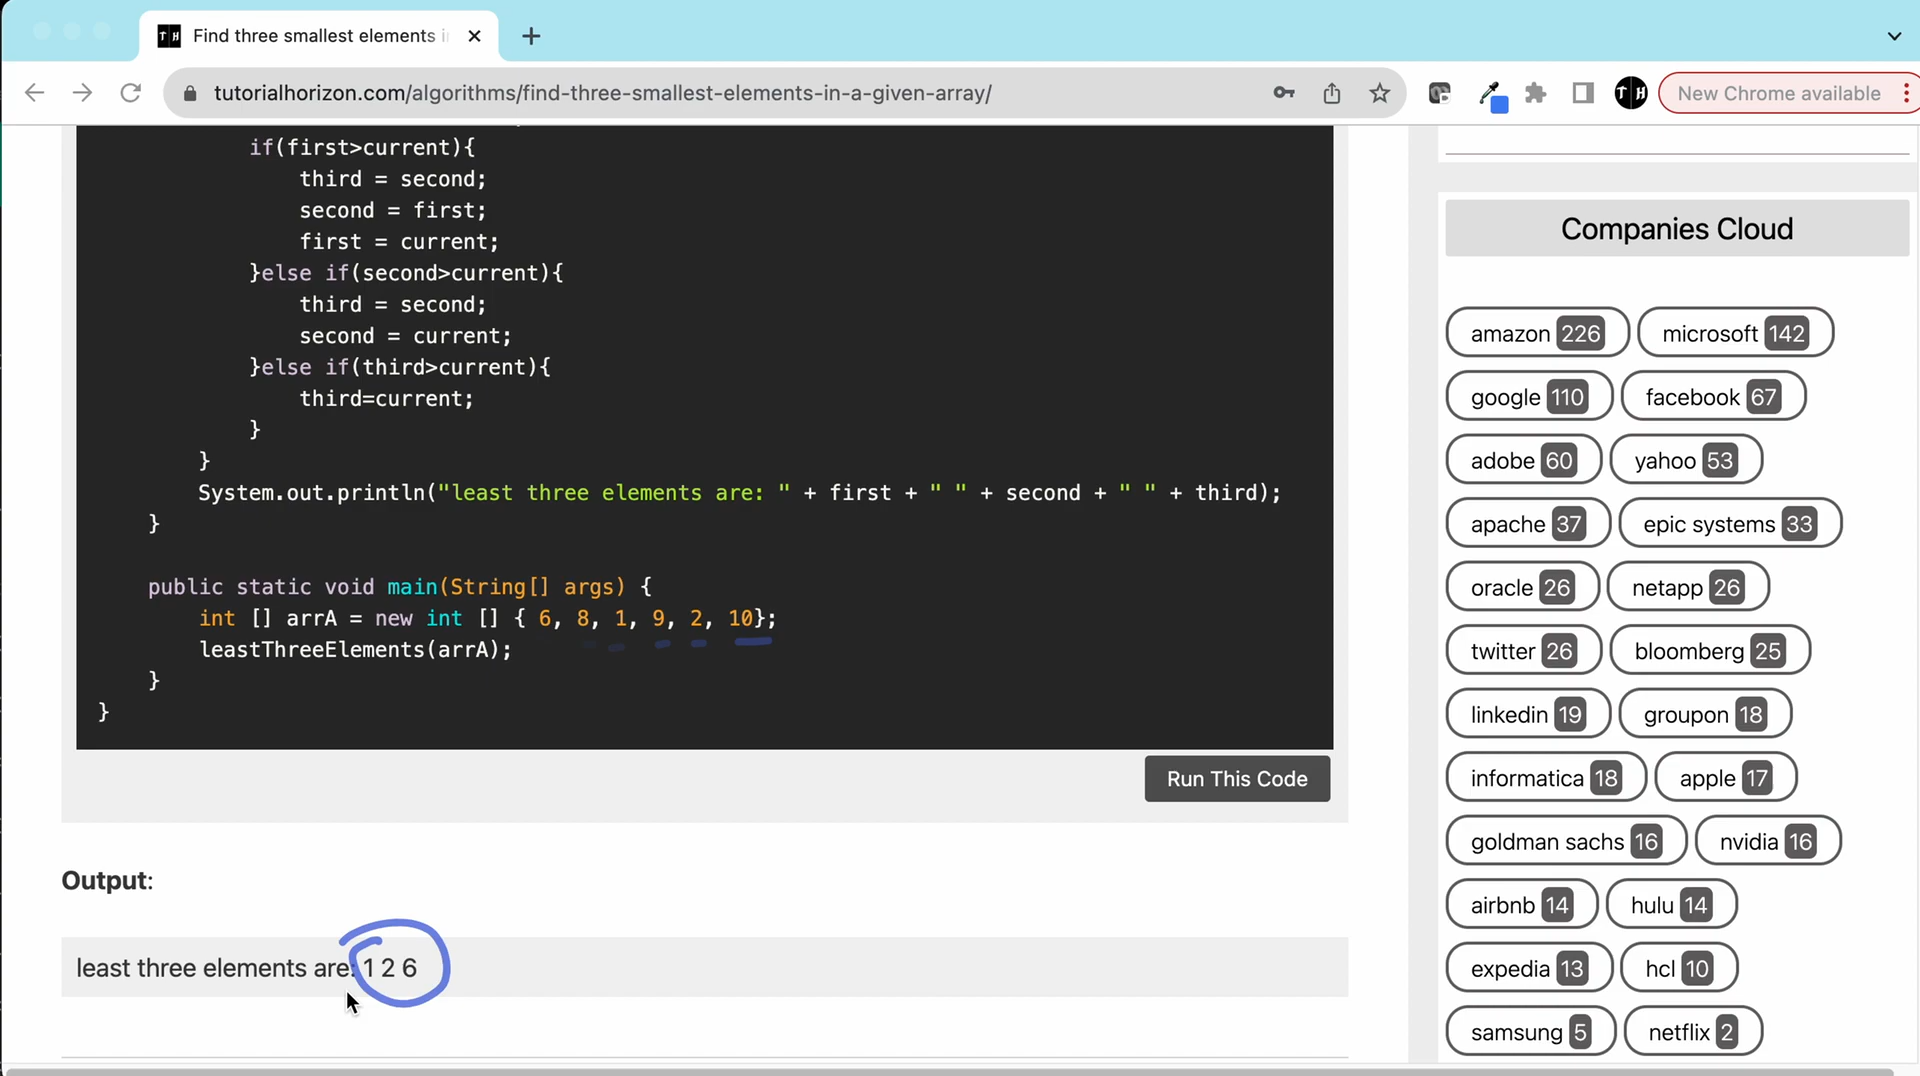 Find three smallest elements i
tutorialhorizon.com/algorithms/find-three-smallest-elements-in-a-given-array/
T H
New Chrome available
if(first>current){
third = second;
second = first;
first = current;
}else if(second>current){
third = second;
second = current;
}else if(third>current){
third=current;
}
}
System.out.println("least three elements are: " + first + " " + second + " " + third);
}
public static void main(String[] args) {
int [] arrA = new int [] { 6, 8, 1, 9, 2, 10};
leastThreeElements(arrA);
}
}
Run This Code
Output:
least three elements are: 1 2 6
Companies Cloud
amazon 226 microsoft 142
google 110 facebook 67
adobe 60 yahoo 53
apache 37 epic systems 33
oracle 26 netapp 26
twitter 26 bloomberg 25
linkedin 19 groupon 18
informatica 18 apple 17
goldman sachs 16 nvidia 16
airbnb 14 hulu 14
expedia 13 hcl 10
samsung 5 netflix 2